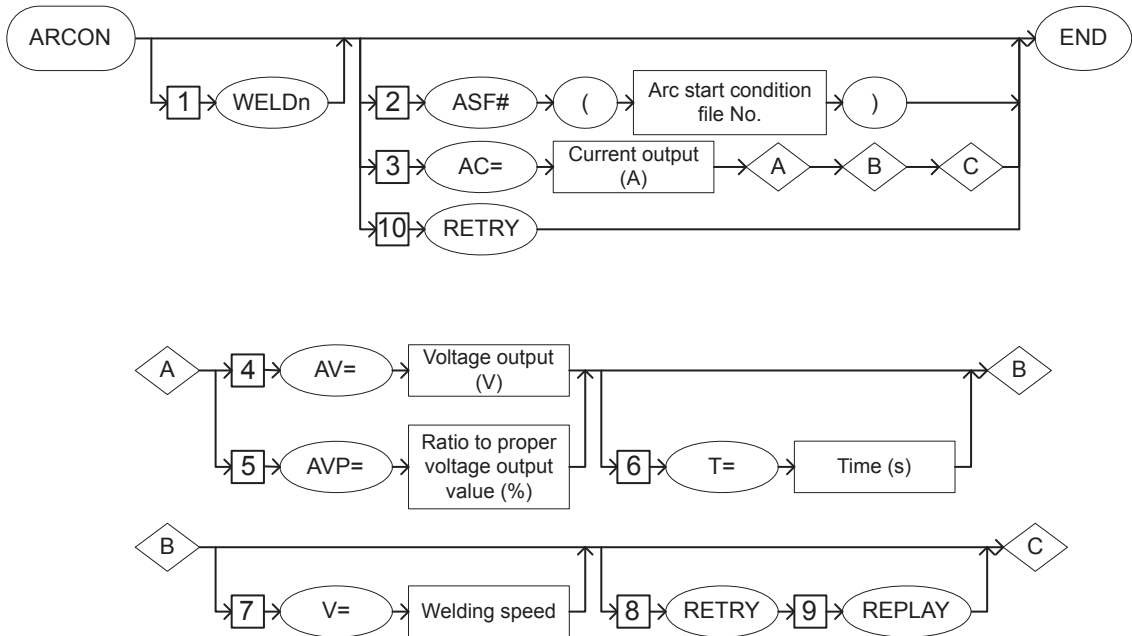 ARCON
END
1
WELDn
2
ASF#
(
Arc start condition
file No.
)
3
AC=
Current output
(A)
A
B
C
10
RETRY
A
4
AV=
Voltage output
(V)
B
5
AVP=
Ratio to proper
voltage output
value (%)
6
T=
Time (s)
B
C
7
V=
Welding speed
8
RETRY
9
REPLAY